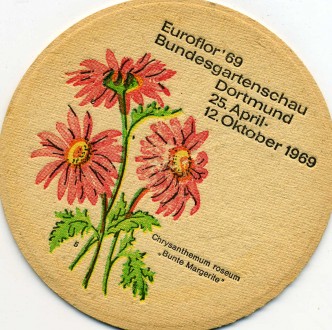 Euroflor '69
Bundesgartenschau
Dortmund
25. April-
12. Oktober 1969
Chrysanthemum roseum
„Bunte Margerite"